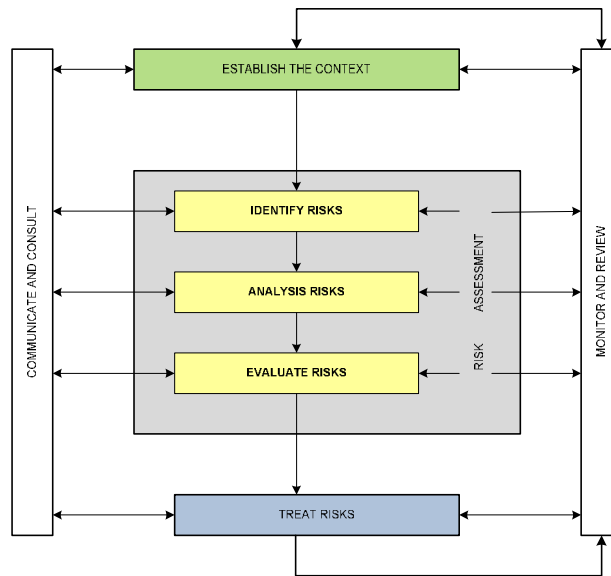 ESTABLISH THE CONTEXT
COMMUNICATE AND CONSULT
IDENTIFY RISKS
ANALYSIS RISKS
EVALUATE RISKS
RISK ASSESSMENT
MONITOR AND REVIEW
TREAT RISKS